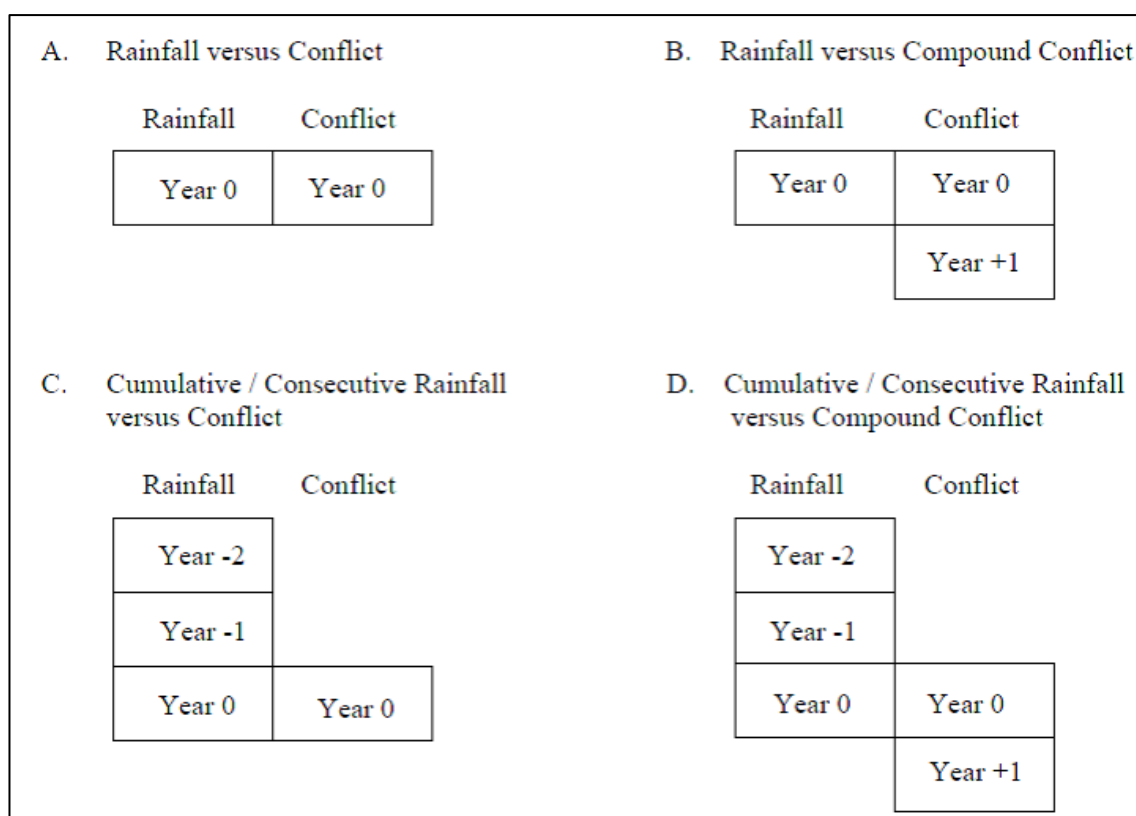 A. Rainfall versus Conflict
Rainfall Conflict
Year 0 Year 0
B. Rainfall versus Compound Conflict
Rainfall Conflict
Year 0 Year 0
Year +1
C. Cumulative / Consecutive Rainfall
versus Conflict
Rainfall Conflict
Year -2
Year -1
Year 0 Year 0
D. Cumulative / Consecutive Rainfall
versus Compound Conflict
Rainfall Conflict
Year -2
Year -1
Year 0 Year 0
Year +1